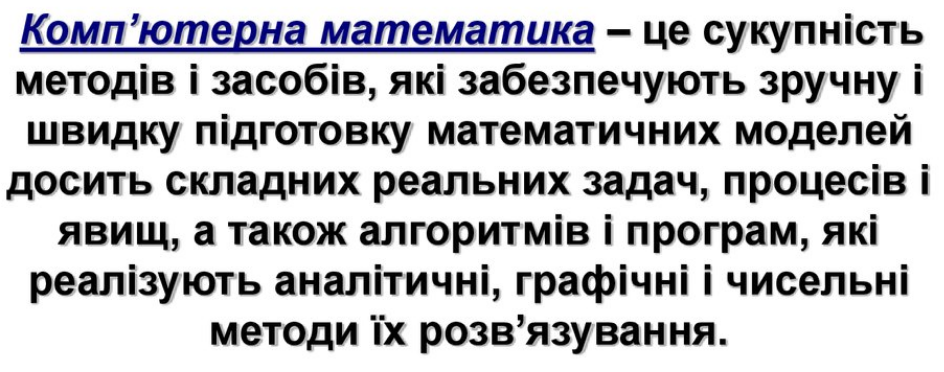 Комп’ютерна математика – це сукупність
методів і засобів, які забезпечують зручну і
швидку підготовку математичних моделей
досить складних реальних задач, процесів і
явищ, а також алгоритмів і програм, які
реалізують аналітичні, графічні і чисельні
методи їх розв’язування.